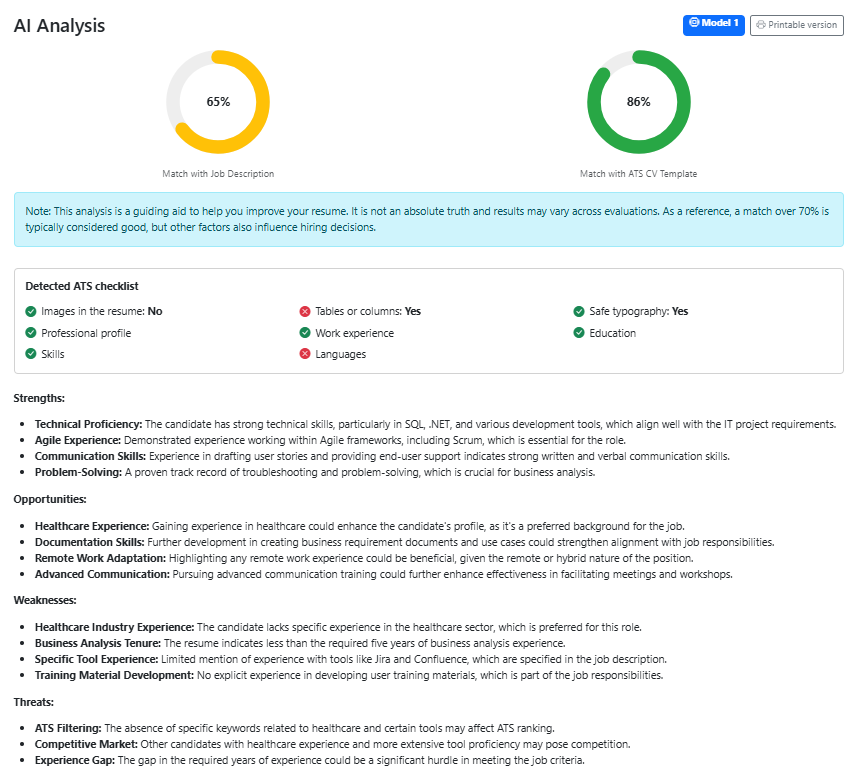 AI Analysis
Model 1
Printable version
65%
86%
Match with Job Description
Match with ATS CV Template
Note: This analysis is a guiding aid to help you improve your resume. It is not an absolute truth and results may vary across evaluations. As a reference, a match over 70% is
typically considered good, but other factors also influence hiring decisions.
Detected ATS checklist
Images in the resume: No
Tables or columns: Yes
Safe typography: Yes
Professional profile
Work experience
Education
Skills
Languages
Strengths:
• Technical Proficiency: The candidate has strong technical skills, particularly in SQL, .NET, and various development tools, which align well with the IT project requirements.
• Agile Experience: Demonstrated experience working within Agile frameworks, including Scrum, which is essential for the role.
• Communication Skills: Experience in drafting user stories and providing end-user support indicates strong written and verbal communication skills.
• Problem-Solving: A proven track record of troubleshooting and problem-solving, which is crucial for business analysis.
Opportunities:
• Healthcare Experience: Gaining experience in healthcare could enhance the candidate's profile, as it's a preferred background for the job.
• Documentation Skills: Further development in creating business requirement documents and use cases could strengthen alignment with job responsibilities.
• Remote Work Adaptation: Highlighting any remote work experience could be beneficial, given the remote or hybrid nature of the position.
• Advanced Communication: Pursuing advanced communication training could further enhance effectiveness in facilitating meetings and workshops.
Weaknesses:
• Healthcare Industry Experience: The candidate lacks specific experience in the healthcare sector, which is preferred for this role.
• Business Analysis Tenure: The resume indicates less than the required five years of business analysis experience.
• Specific Tool Experience: Limited mention of experience with tools like Jira and Confluence, which are specified in the job description.
• Training Material Development: No explicit experience in developing user training materials, which is part of the job responsibilities.
Threats:
• ATS Filtering: The absence of specific keywords related to healthcare and certain tools may affect ATS ranking.
• Competitive Market: Other candidates with healthcare experience and more extensive tool proficiency may pose competition.
• Experience Gap: The gap in the required years of experience could be a significant hurdle in meeting the job criteria.